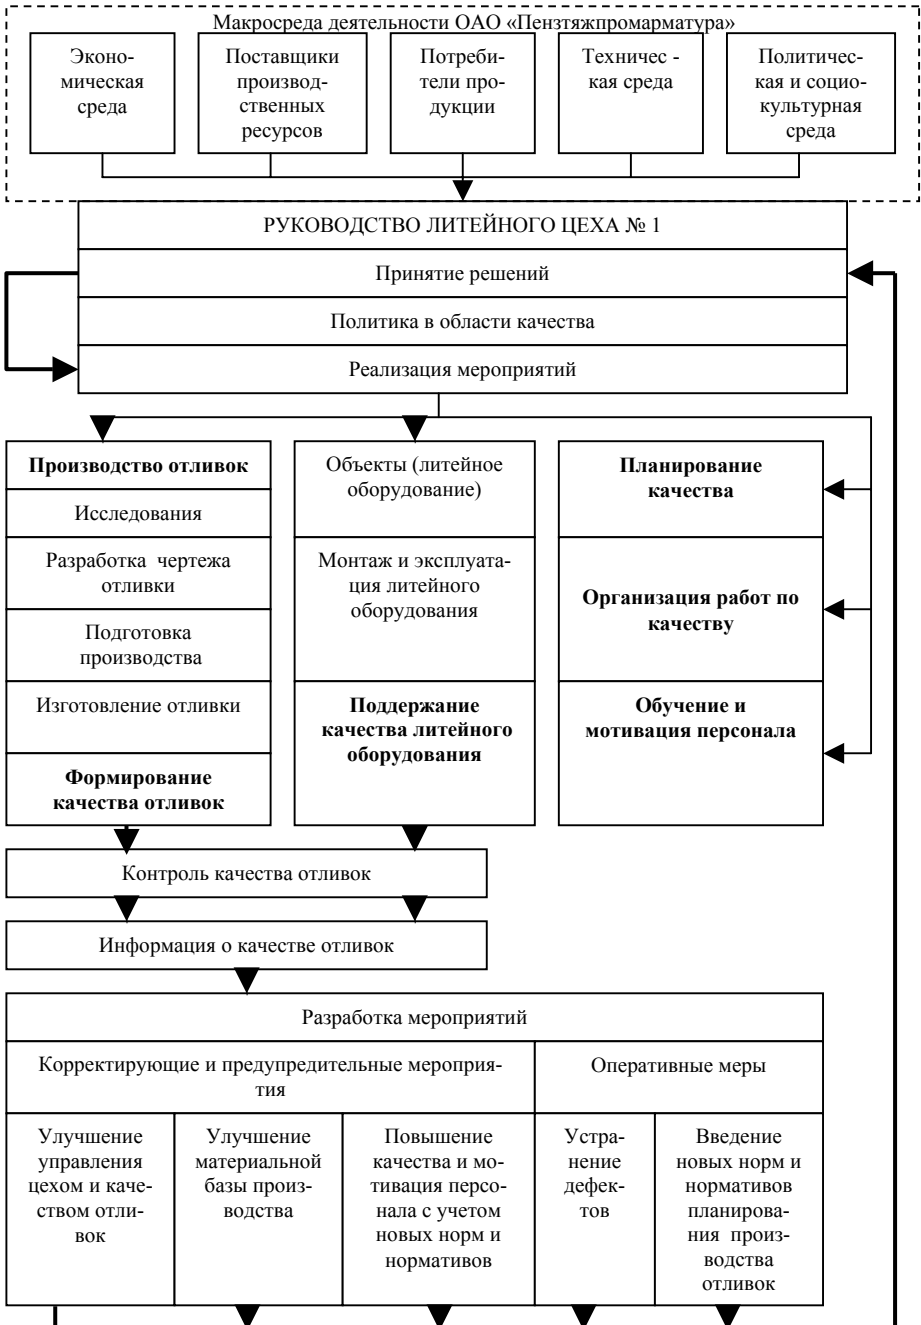 Макросреда деятельности ОАО «Пензтяжпромарматура»
Эконо-
мическая
среда
Поставщики
производ-
ственных
ресурсов
Потреби-
тели про-
дукции
Техничес -
кая среда
Политичес-
кая и социо-
культурная
среда
РУКОВОДСТВО ЛИТЕЙНОГО ЦЕХА № 1
Принятие решений
Политика в области качества
Реализация мероприятий
Производство отливок
Исследования
Разработка чертежа
отливки
Подготовка
производства
Изготовление отливки
Формирование
качества отливок
Объекты (литейное
оборудование)
Монтаж и эксплуата-
ция литейного
оборудования
Поддержание
качества литейного
оборудования
Планирование
качества
Организация работ по
качеству
Обучение и
мотивация персонала
Контроль качества отливок
Информация о качестве отливок
Разработка мероприятий
Корректирующие и предупредительные мероприя-
тия
Оперативные меры
Улучшение
управления
цехом и каче-
ством отли-
вок
Улучшение
материальной
базы произ-
водства
Повышение
качества и мо-
тивация персо-
нала с учетом
новых норм и
нормативов
Устра-
нение
дефек-
тов
Введение
новых норм и
нормативов
планирова-
ния произ-
водства
отливок